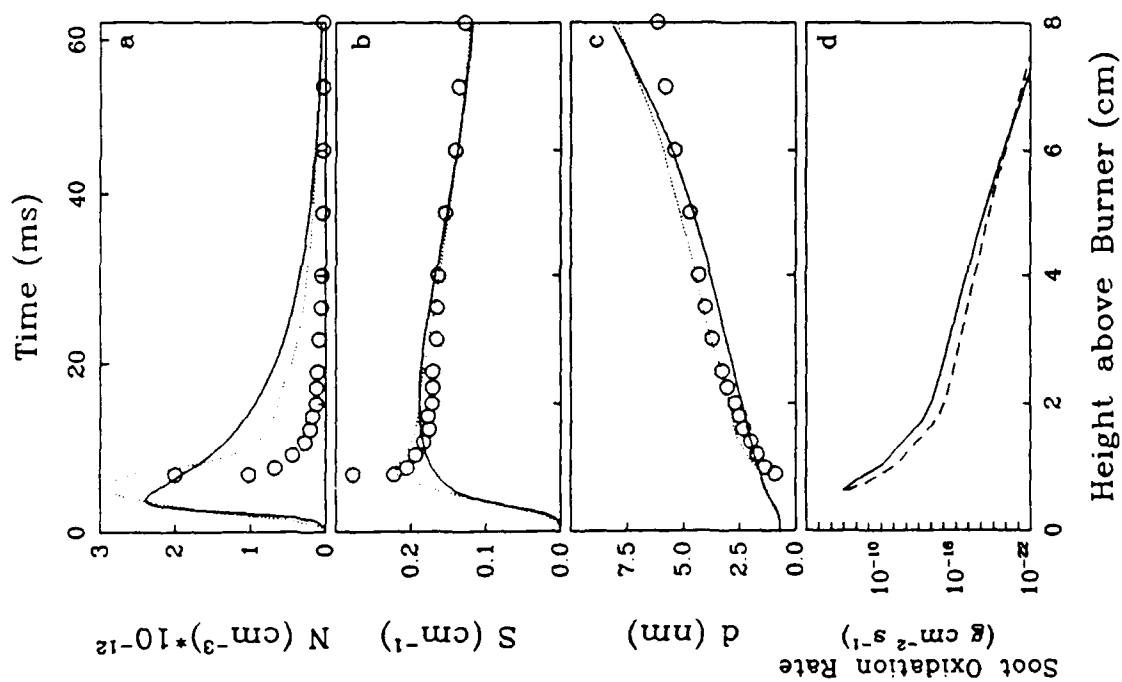 Time (ms)
0 20 40 60
N (cm⁻³)*10⁻¹²
3
2
1
0
a
S (cm⁻¹)
0.2
0.1
0.0
b
d (nm)
7.5
5.0
2.5
0.0
c
Soot Oxidation Rate
(g cm⁻² s⁻¹)
10⁻¹⁰
10⁻¹⁶
10⁻²²
d
0 2 4 6 8
Height above Burner (cm)